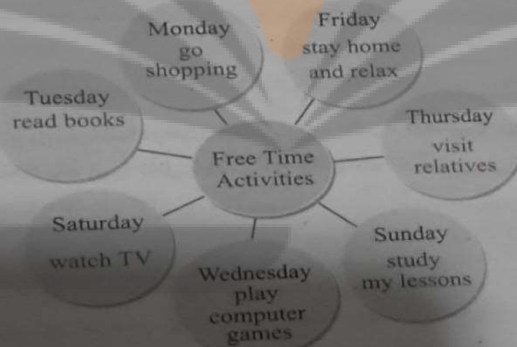 Monday
go
shopping
Friday
stay home
and relax
Tuesday
read books
Free Time
Activities
Thursday
visit
relatives
Saturday
watch TV
Wednesday
play
computer
games
Sunday
study
my lessons